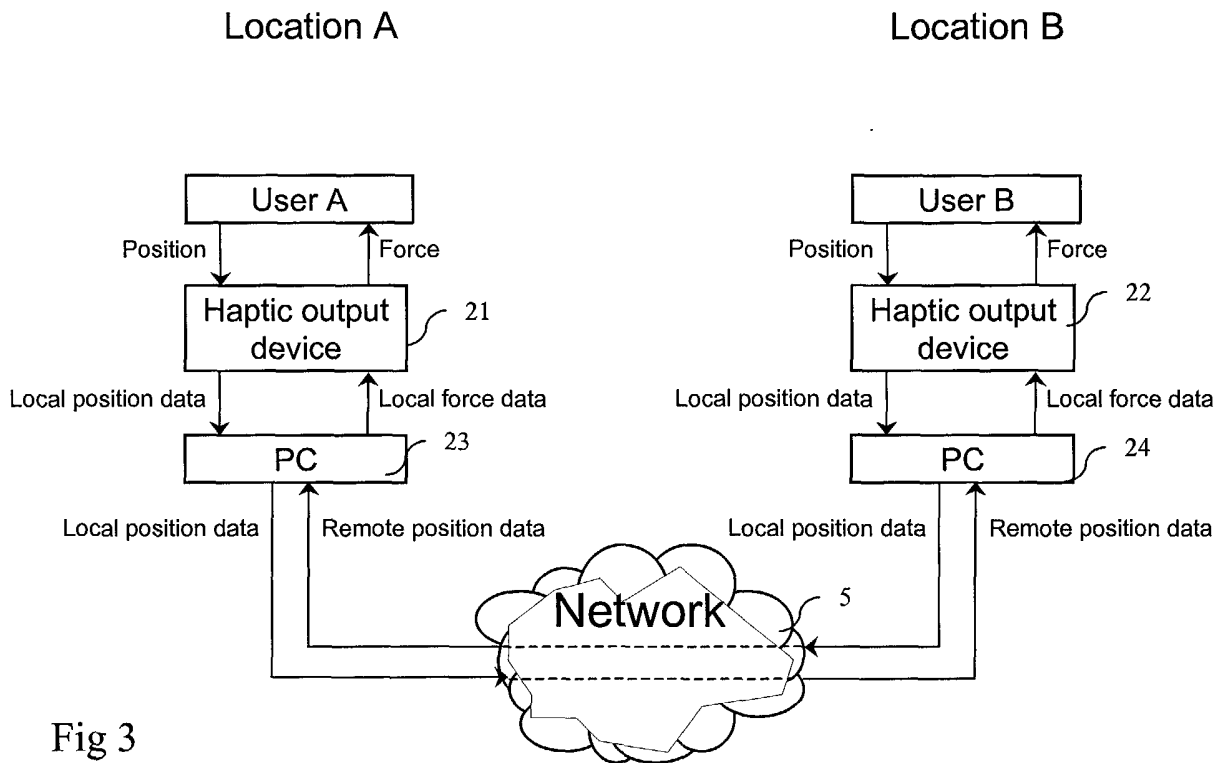 Location A
Location B
User A
User B
Position
Force
Position
Force
Haptic output
device
21
Haptic output
device
22
Local position data
Local force data
Local position data
Local force data
PC
23
PC
24
Local position data
Remote position data
Local position data
Remote position data
Network
5
Fig 3